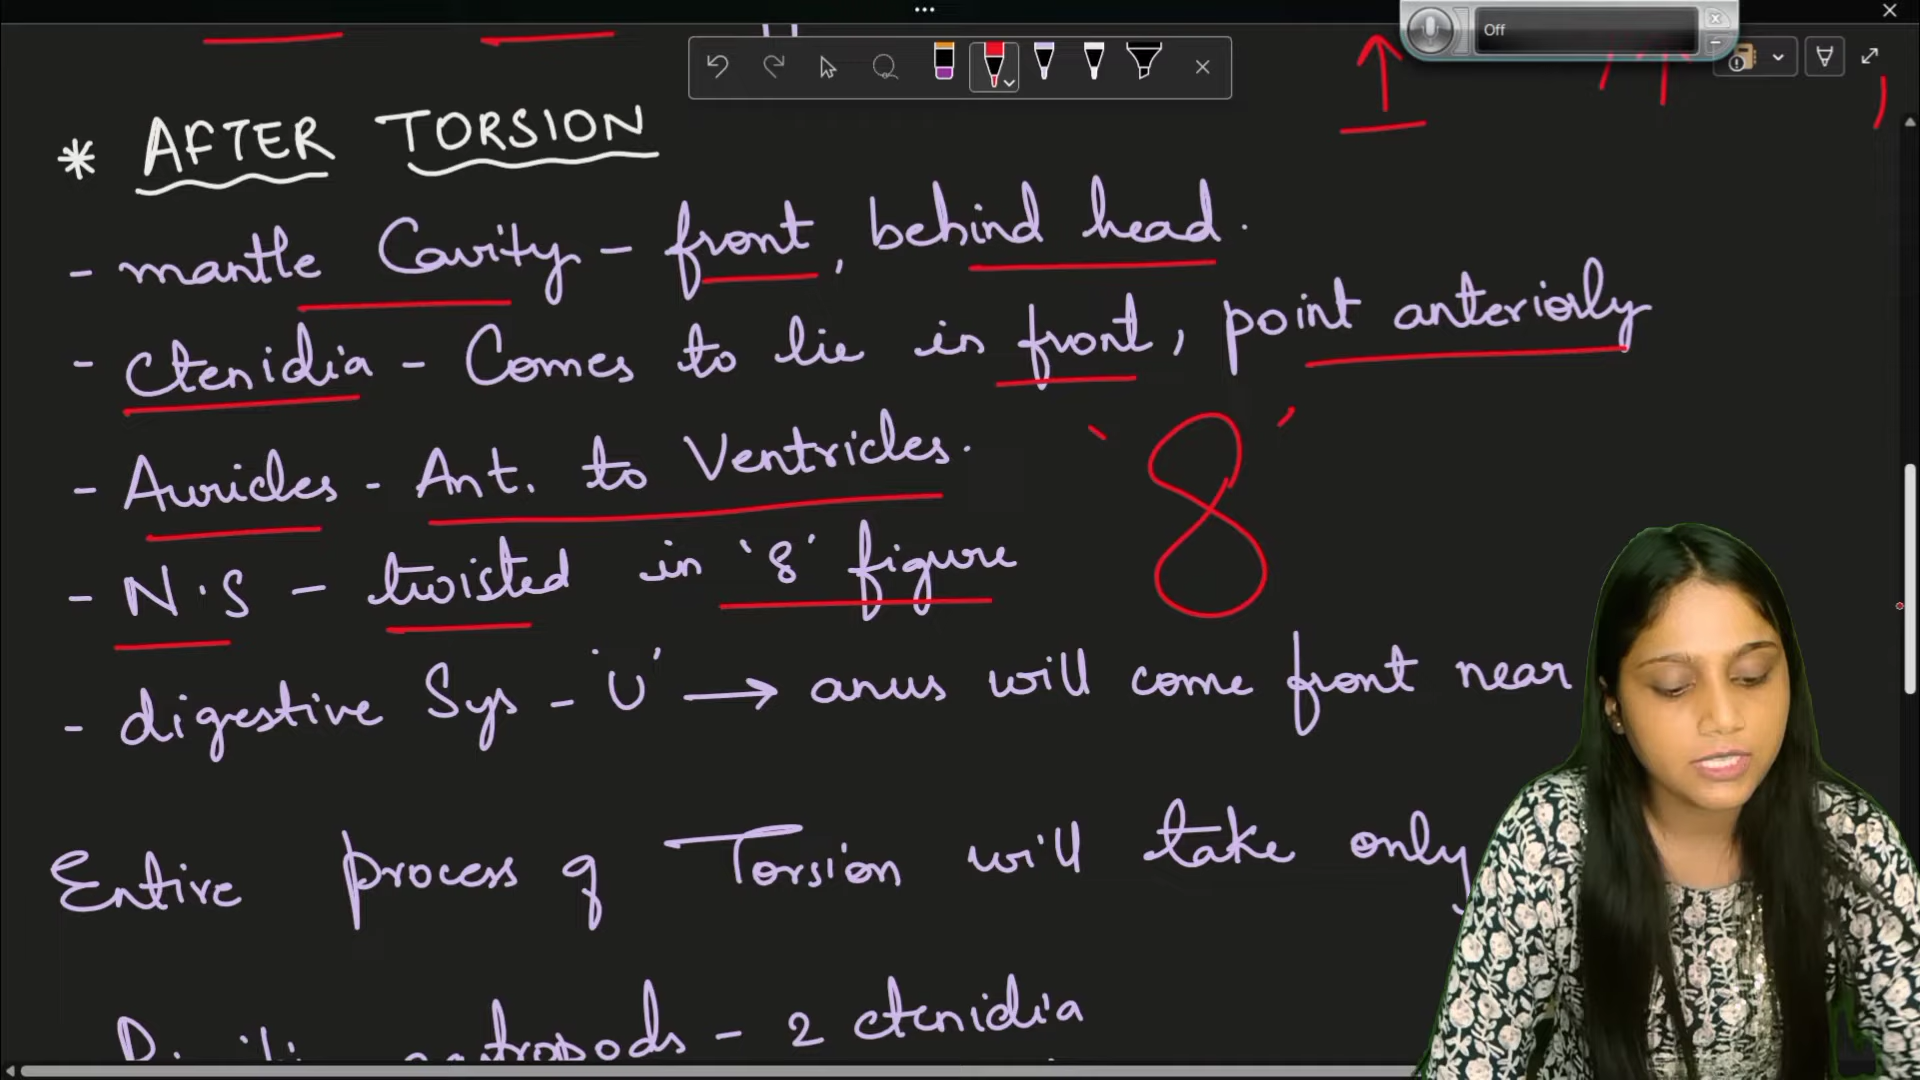 Off
* AFTER TORSION
- mantle Cavity - front, behind head.
- Ctenidia - Comes to lie in front, point anteriorly
- Auricles - Ant. to Ventricles.
'8'
- N.S - twisted in '8' figure
- digestive Sys - 'U' → anus will come front near
Entire process of Torsion will take only
- 2 ctenidia